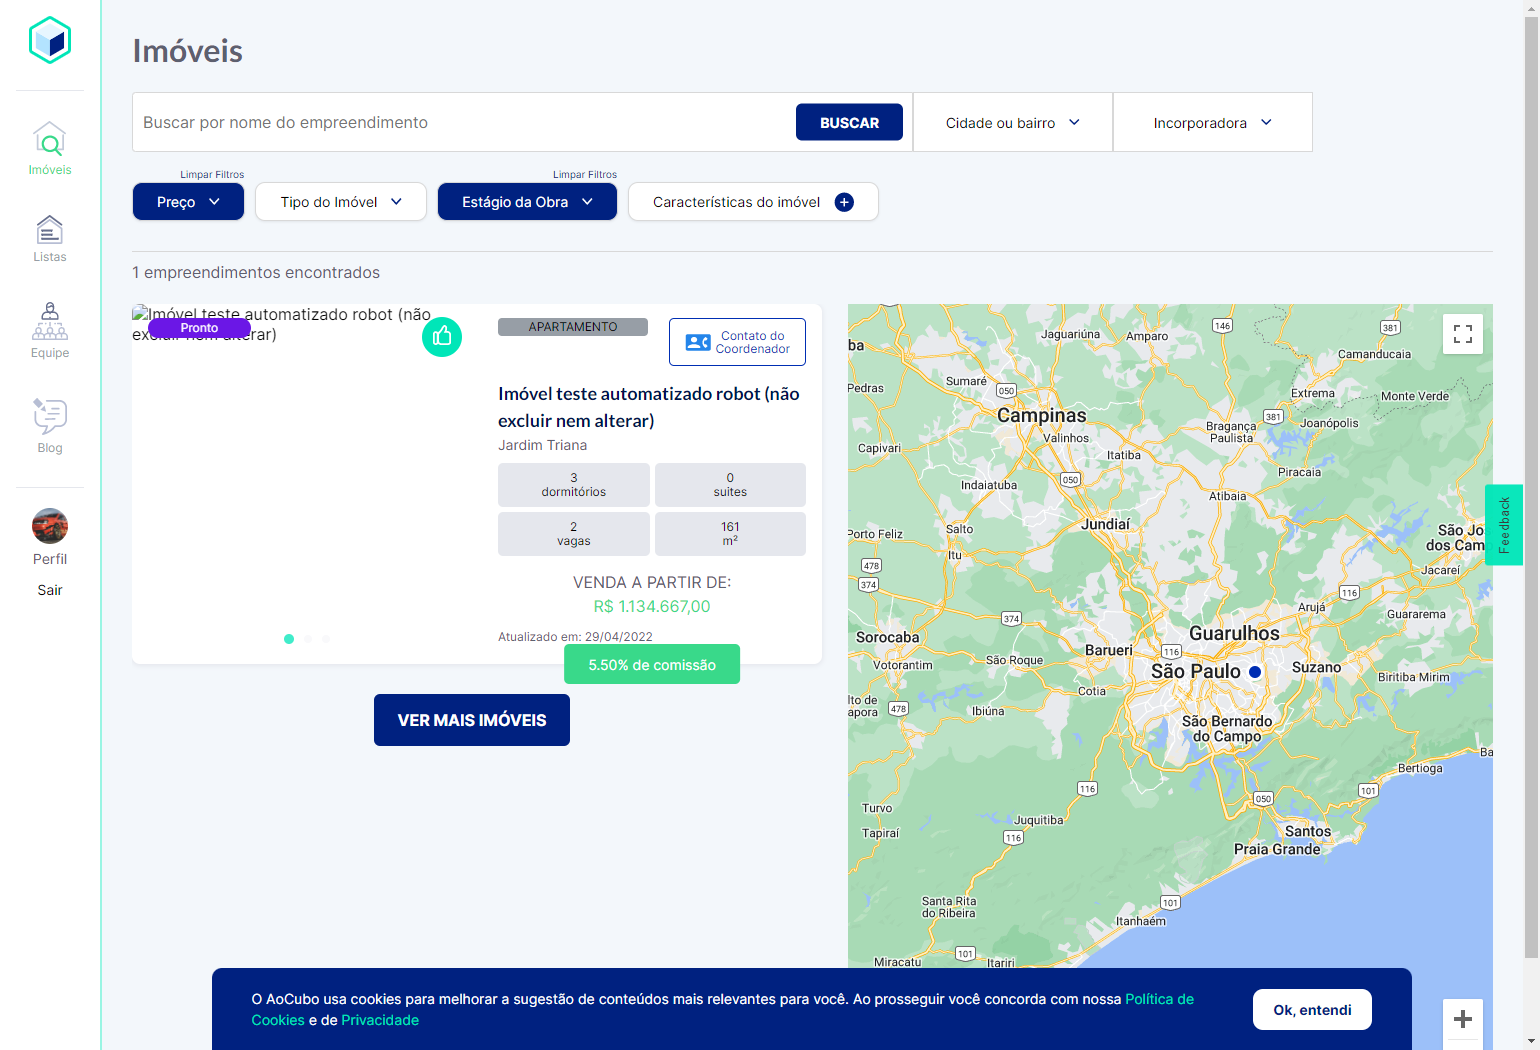 Imóveis
Buscar por nome do empreendimento
BUSCAR
Cidade ou bairro
Incorporadora
Imóveis
Limpar Filtros
Limpar Filtros
Preço
Tipo do Imóvel
Estágio da Obra
Características do imóvel
Listas
1 empreendimentos encontrados
Equipe
Blog
Perfil
Sair
Imóvel teste automatizado robot (não
excluir nem alterar)
Pronto
APARTAMENTO
Contato do
Coordenador
Imóvel teste automatizado robot (não
excluir nem alterar)
Jardim Triana
3
dormitórios
0
suites
2
vagas
161
m²
VENDA A PARTIR DE:
R$ 1.134.667,00
Atualizado em: 29/04/2022
5.50% de comissão
VER MAIS IMÓVEIS
146
381
Jaguariúna
Amparo
ba
Camanducaia
Pedras
Sumaré
050
Extrema
Monte Verde
Campinas
381
Joanópolis
Valinhos
Bragança
Paulista
Capivari
Itatiba
Piracaia
Indaiatuba
050
Atibaia
Porto Feliz
Salto
Jundiaí
São Jo
dos Cam
Itu
478
Jacareí
374
116
Arujá
Guararema
374
Guarulhos
Sorocaba
Barueri
116
Votorantim
São Roque
São Paulo
Suzano
Biritiba Mirim
Cotia
lto de
apora
478
Ibiúna
São Bernardo
do Campo
Ba
Bertioga
116
050
101
Turvo
Juquitiba
Tapiraí
116
Santos
Praia Grande
Santa Rita
do Ribeira
101
Itanhaém
101
Miracatu
Itariri
Feedback
O AoCubo usa cookies para melhorar a sugestão de conteúdos mais relevantes para você. Ao prosseguir você concorda com nossa Política de
Cookies e de Privacidade
Ok, entendi